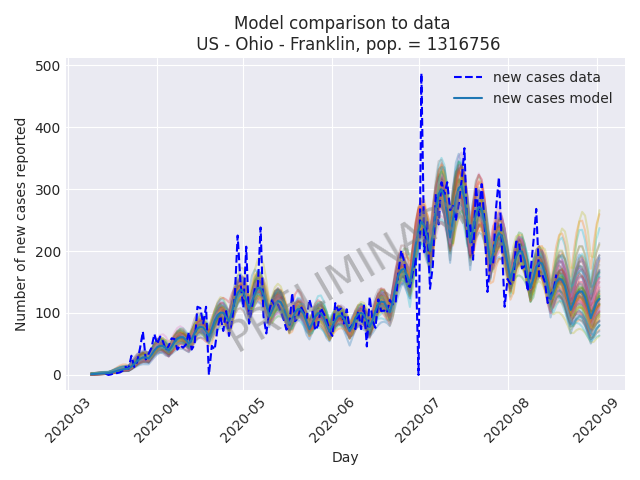 Model comparison to data
US - Ohio - Franklin, pop. = 1316756
new cases data
new cases model
PRELIMINARY
Number of new cases reported
500
400
300
200
100
0
2020-03
2020-04
2020-05
2020-06
2020-07
2020-08
2020-09
Day